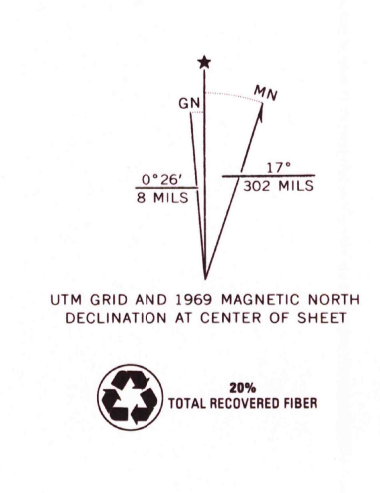 GN
MN
0°26′
8 MILS
17°
302 MILS
UTM GRID AND 1969 MAGNETIC NORTH
DECLINATION AT CENTER OF SHEET
20%
TOTAL RECOVERED FIBER